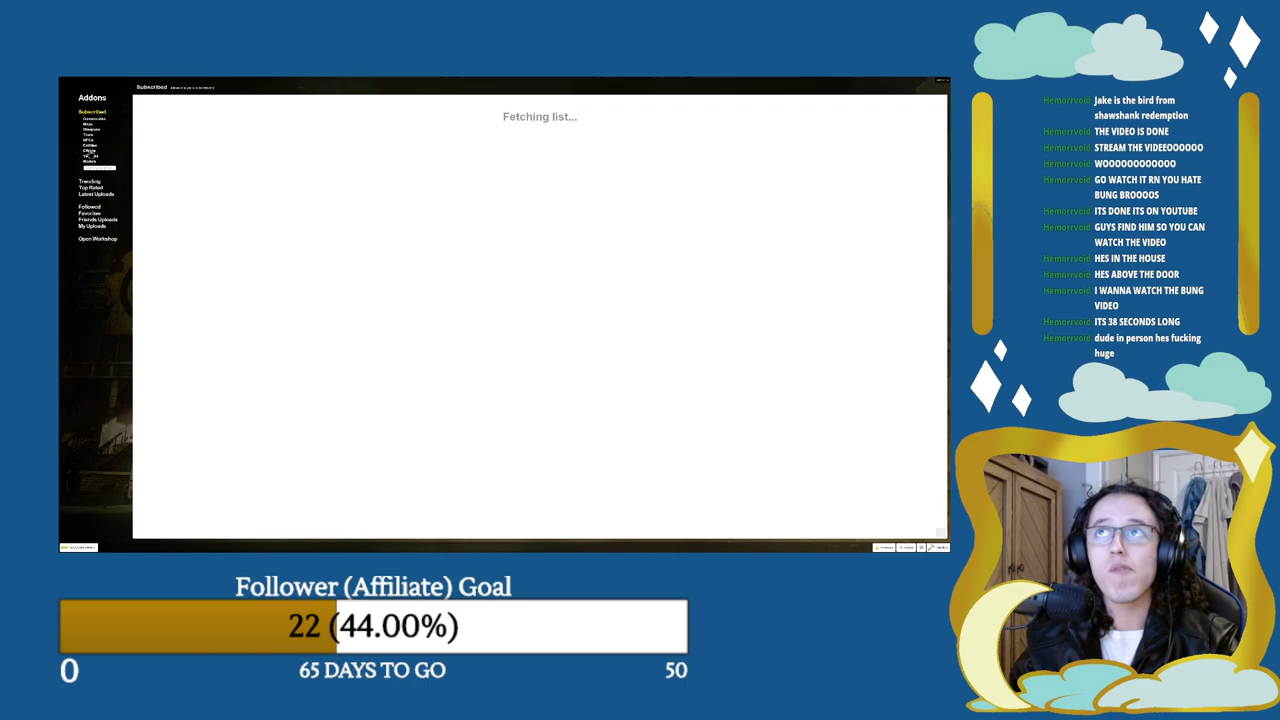 Addons
Subscribed
Subscribed
Fetching list...
Weapons
NPCs
Models
Trending
Top Rated
Latest Uploads
Followed
Favorites
Friends Uploads
My Uploads
Open Workshop
Hemorrvoid Jake is the bird from
shawshank redemption
Hemorrvoid THE VIDEO IS DONE
Hemorrvoid STREAM THE VIDEEOOOOOO
Hemorrvoid WOOOOOOOOOOOO
Hemorrvoid GO WATCH IT RN YOU HATE
BUNG BROOOOS
Hemorrvoid ITS DONE ITS ON YOUTUBE
Hemorrvoid GUYS FIND HIM SO YOU CAN
WATCH THE VIDEO
Hemorrvoid HES IN THE HOUSE
Hemorrvoid HES ABOVE THE DOOR
Hemorrvoid I WANNA WATCH THE BUNG
VIDEO
Hemorrvoid ITS 38 SECONDS LONG
Hemorrvoid dude in person hes fucking
huge
Follower (Affiliate) Goal
22 (44.00%)
0 65 DAYS TO GO 50